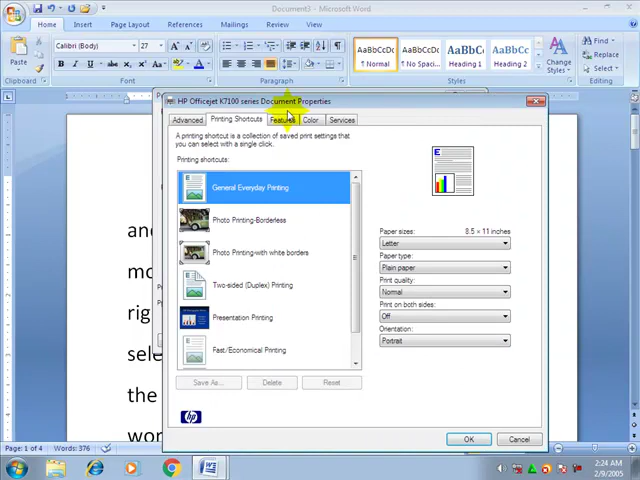 Document3 - Microsoft Word
Home Insert Page Layout References Mailings Review View
Paste
Calibri (Body) 27
AaBbCcDc AaBbCcDc AaBbC AaBbCc
Normal No Spaci... Heading 1 Heading 2
Change Styles
Find
Replace
Select
Clipboard Font Paragraph Styles Editing
HP Officejet K7100 series Document Properties
Advanced Printing Shortcuts Features Color Services
A printing shortcut is a collection of saved print settings that
you can select with a single click.
Printing shortcuts:
General Everyday Printing
Photo Printing-Borderless
Photo Printing-with white borders
Two-sided (Duplex) Printing
Presentation Printing
Fast/Economical Printing
Save As... Delete Reset
Paper sizes: 8.5 × 11 inches
Letter
Paper type:
Plain paper
Print quality:
Normal
Print on both sides:
Off
Orientation:
Portrait
hp
OK Cancel
and
mo
rig
sele
the
wor
Page: 1 of 4 Words: 376
2:24 AM
2/9/2005